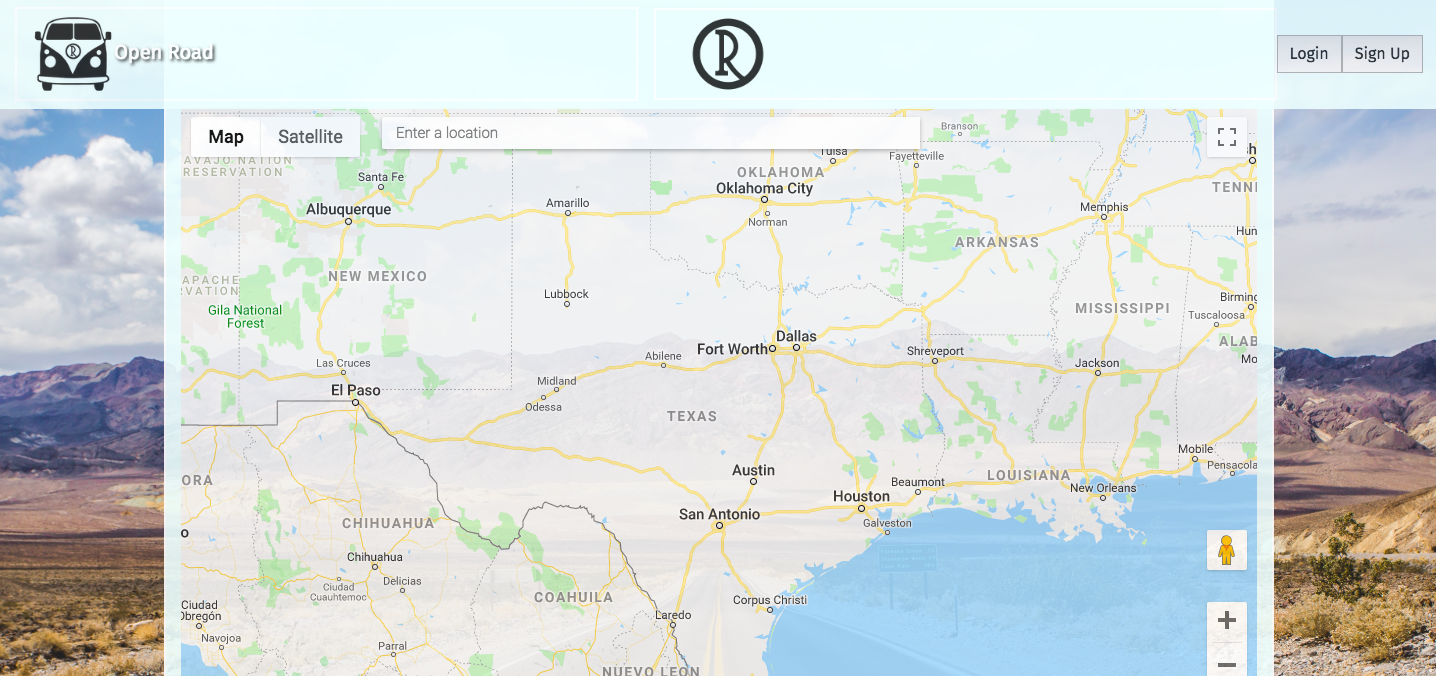 R
Open Road
R
Login
Sign Up
Map
Satellite
Enter a location
Branson
Tulsa
Fayetteville
AVAJO NATION
RESERVATION
Santa Fe
OKLAHOMA
Oklahoma City
TENN
Albuquerque
Amarillo
Norman
Memphis
Hun
NEW MEXICO
ARKANSAS
APACHE
RVATION
Lubbock
Gila National
Forest
MISSISSIPPI
Birming
Tuscaloosa
Dallas
Fort Worth
ALAB
Las Cruces
Abilene
Shreveport
Jackson
Mo
El Paso
Midland
Odessa
TEXAS
Mobile
Pensacola
ORA
Austin
LOUISIANA
Beaumont
New Orleans
Houston
San Antonio
Galveston
CHIHUAHUA
o
Chihuahua
Delicias
Ciudad
Cuauhtemoc
COAHUILA
Ciudad
Obregón
Corpus Christi
Laredo
Navojoa
Parral
NUEVO LEON